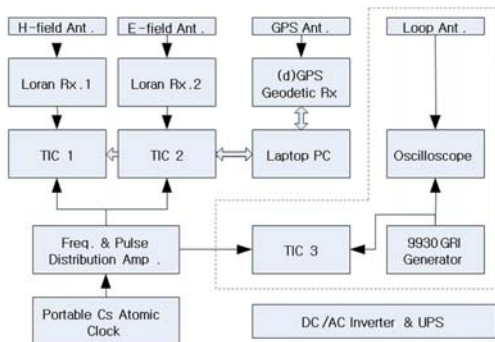 H-field Ant .
E-field Ant .
GPS Ant.
Loop Ant .
Loran Rx.1
Loran Rx.2
(d)GPS
Geodetic Rx
TIC 1
TIC 2
Laptop PC
Oscilloscope
Freq. & Pulse
Distribution Amp .
TIC 3
9930 GRI
Generator
Portable Cs Atomic
Clock
DC/AC Inverter & UPS